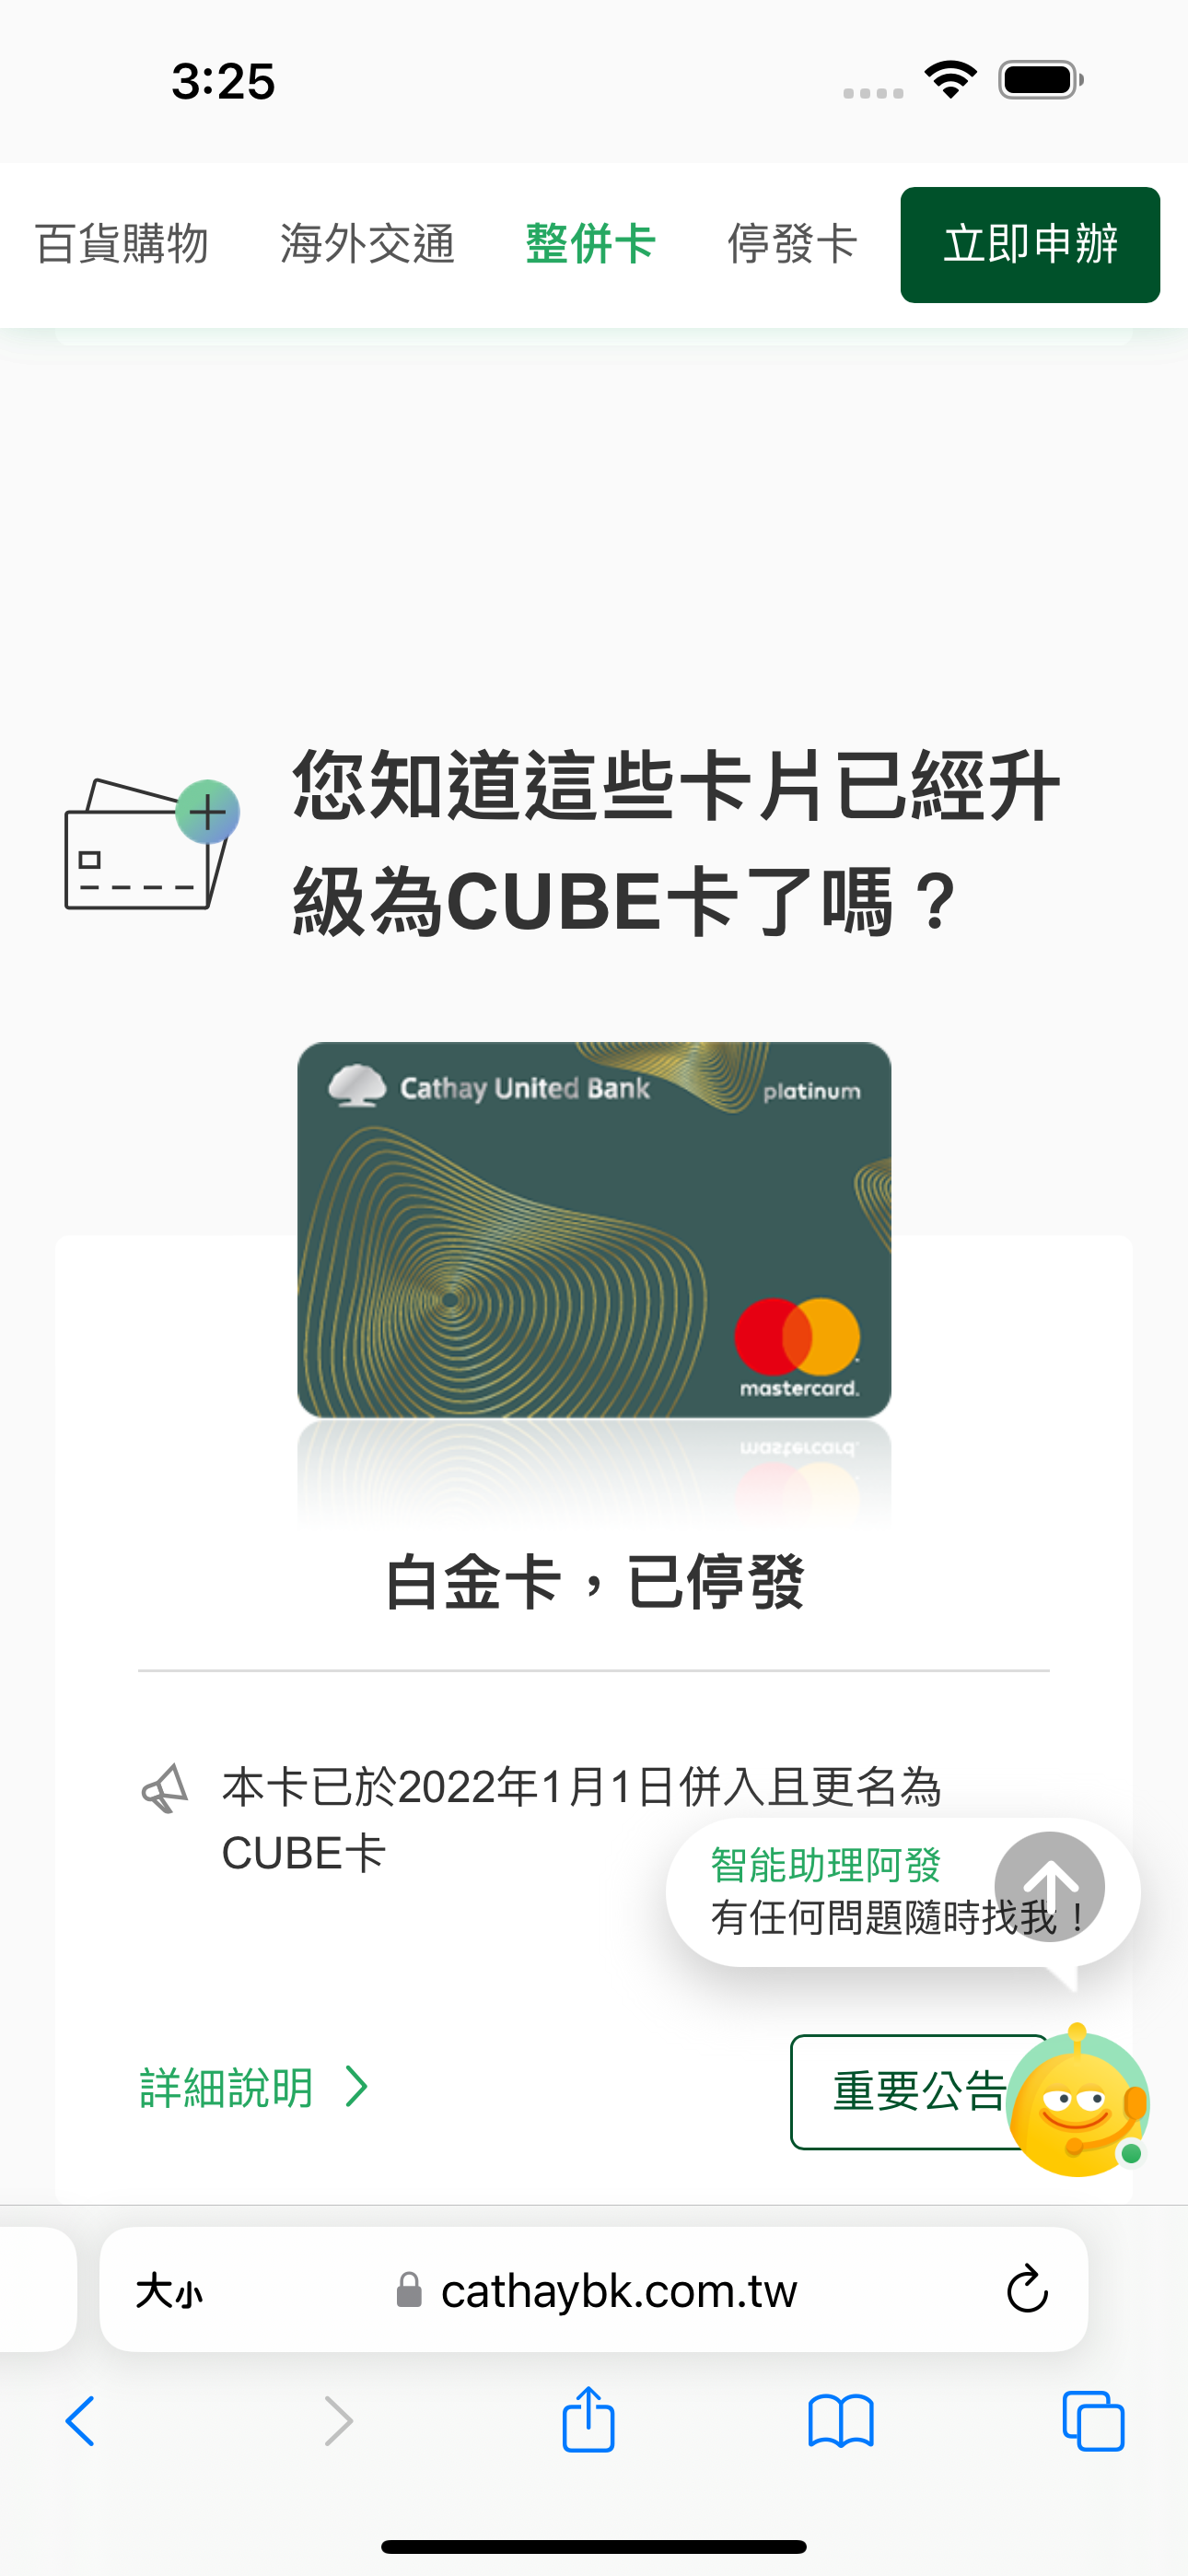 3:25
百貨購物
海外交通
整併卡
停發卡
立即申辦
您知道這些卡片已經升
級為CUBE卡了嗎？
Cathay United Bank
platinum
mastercard.
白金卡，已停發
本卡已於2022年1月1日併入且更名為
CUBE卡
智能助理阿發
有任何問題隨時找我！
詳細說明
重要公告
大小
cathaybk.com.tw